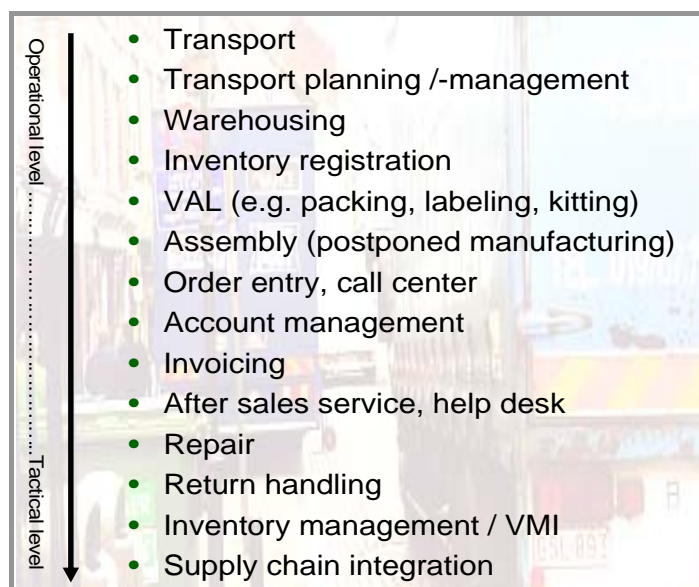 Operational level ……………………………Tactical level
• Transport
• Transport planning /-management
• Warehousing
• Inventory registration
• VAL (e.g. packing, labeling, kitting)
• Assembly (postponed manufacturing)
• Order entry, call center
• Account management
• Invoicing
• After sales service, help desk
• Repair
• Return handling
• Inventory management / VMI
• Supply chain integration